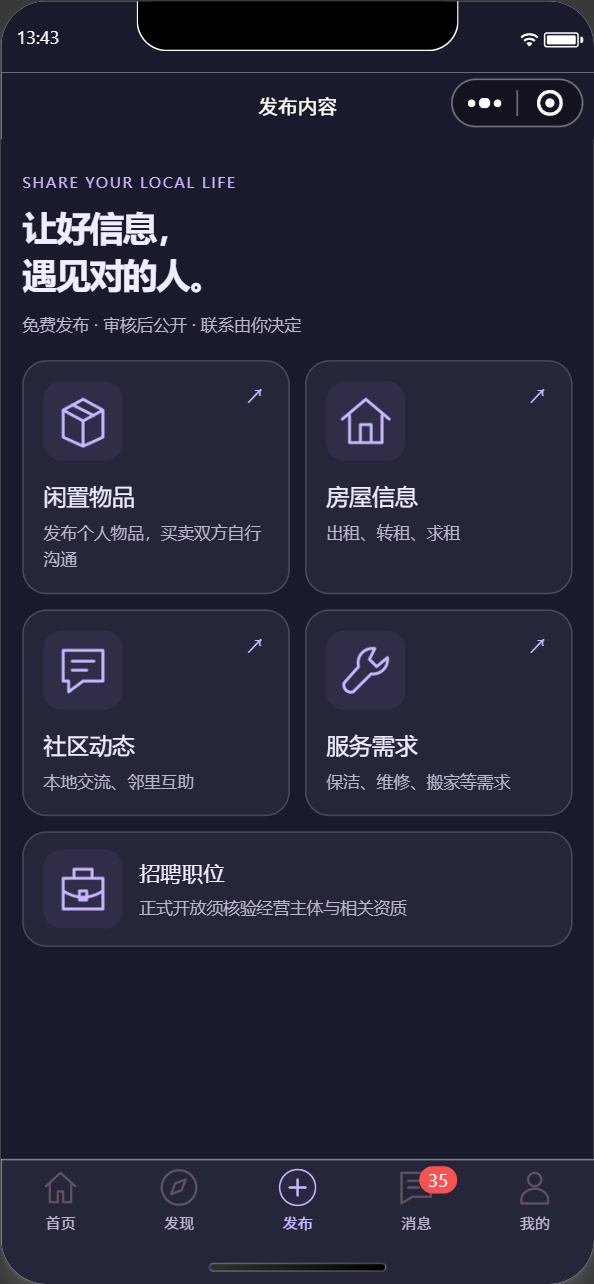 13:43
发布内容
SHARE YOUR LOCAL LIFE
让好信息，
遇见对的人。
免费发布 · 审核后公开 · 联系由你决定
闲置物品
发布个人物品，买卖双方自行
沟通
房屋信息
出租、转租、求租
社区动态
本地交流、邻里互助
服务需求
保洁、维修、搬家等需求
招聘职位
正式开放须核验经营主体与相关资质
35
首页
发现
发布
消息
我的